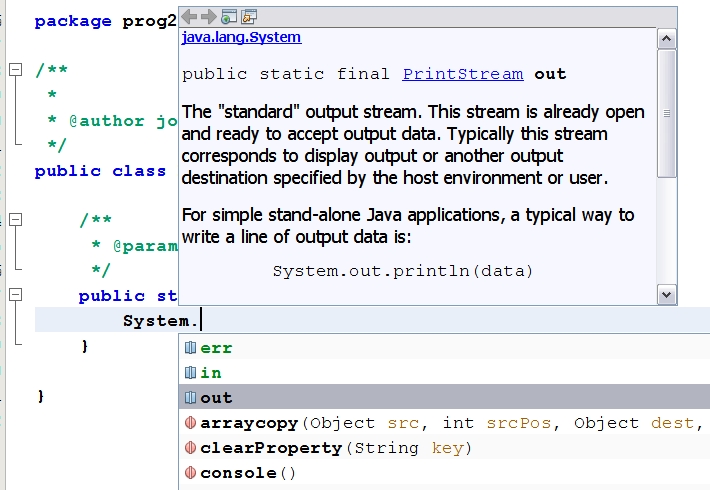 package prog2
/**
*
* @author jo
*/
public class
/**
* @param
*/
public st
System.
}
}
java.lang.System
public static final PrintStream out
The "standard" output stream. This stream is already open
and ready to accept output data. Typically this stream
corresponds to display output or another output
destination specified by the host environment or user.
For simple stand-alone Java applications, a typical way to
write a line of output data is:
System.out.println(data)
err
in
out
arraycopy(Object src, int srcPos, Object dest,
clearProperty(String key)
console()